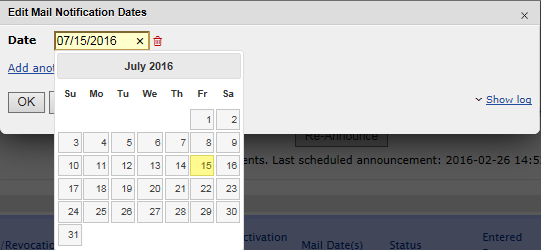 Edit Mail Notification Dates ×
Date 07/15/2016 ×
July 2016
Add ano
Su Mo Tu We Th Fr Sa
1 2
OK Show log
3 4 5 6 7 8 9
10 11 12 13 14 15 16
ents. Last scheduled announcement: 2016-02-26 14:5
17 18 19 20 21 22 23
24 25 26 27 28 29 30
31
/Revocatio ctivation Mail Date(s) Status Entered